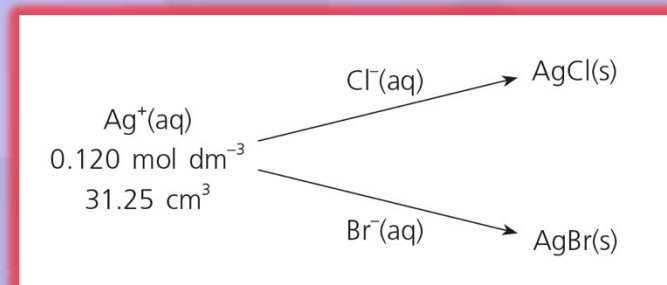 Cl⁻(aq)
AgCl(s)
Ag⁺(aq)
0.120 mol dm⁻³
31.25 cm³
Br⁻(aq)
AgBr(s)